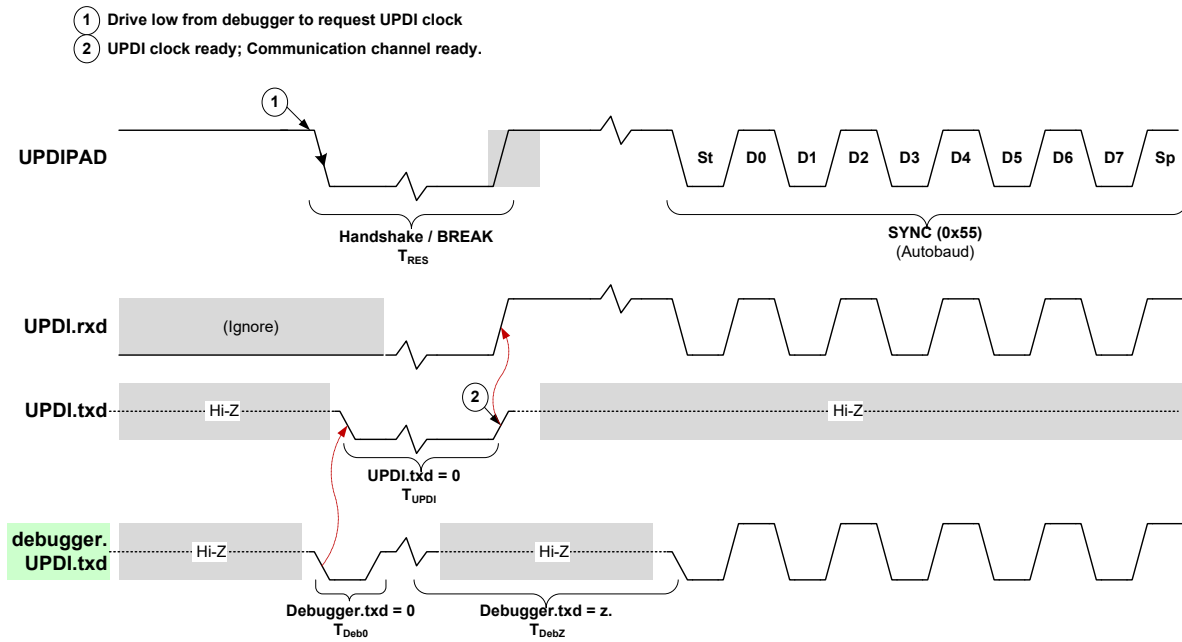 1 Drive low from debugger to request UPDI clock
2 UPDI clock ready; Communication channel ready.
1
UPDIPAD
St D0 D1 D2 D3 D4 D5 D6 D7 Sp
Handshake / BREAK
TRES
SYNC (0x55)
(Autobaud)
UPDI.rxd
(Ignore)
2
UPDI.txd
Hi-Z
Hi-Z
UPDI.txd = 0
TUPDI
debugger.
UPDI.txd
Hi-Z
Hi-Z
Debugger.txd = 0
TDeb0
Debugger.txd = z.
TDebZ